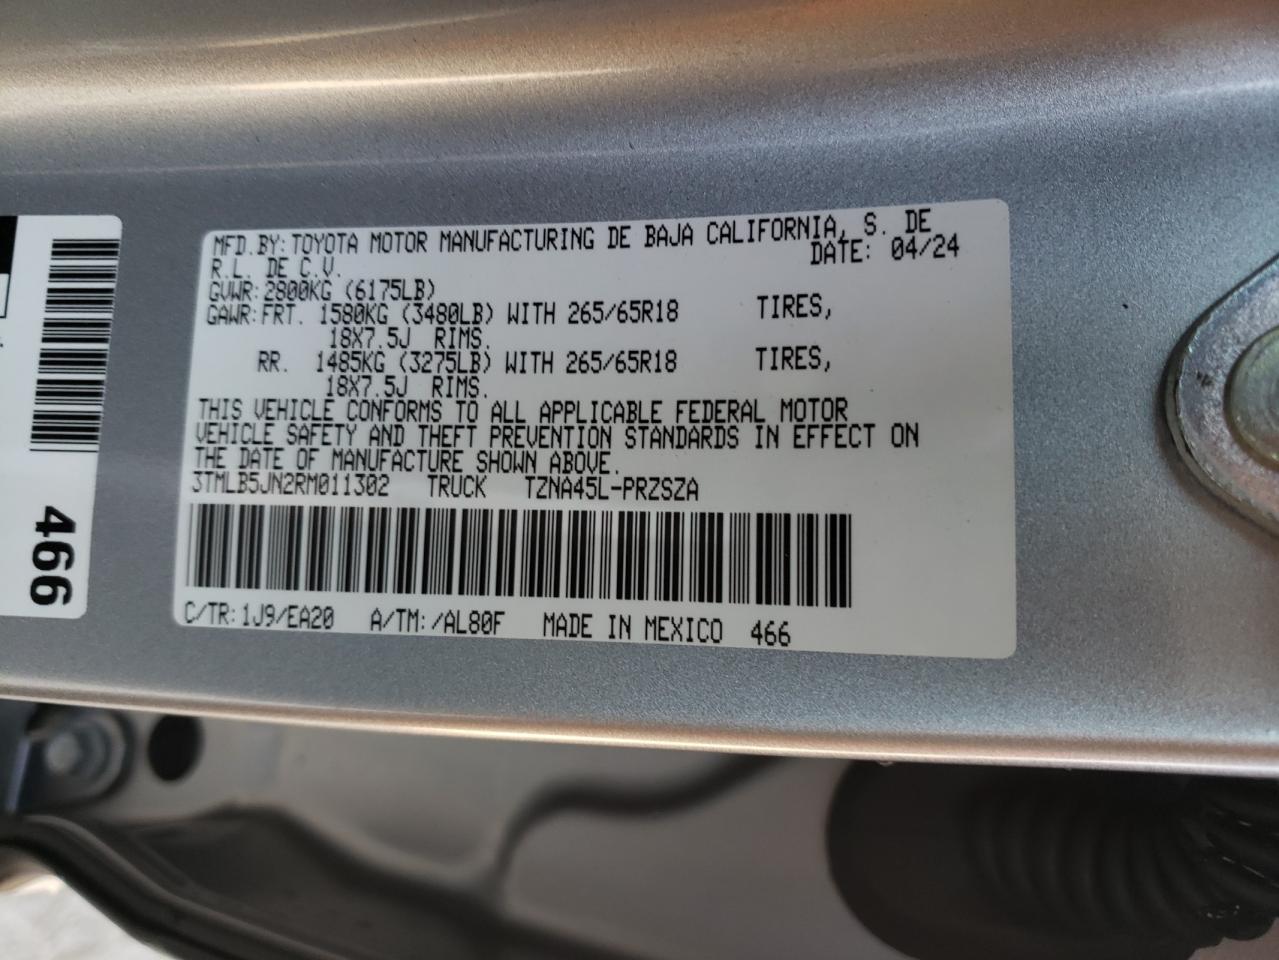 MFD.BY: TOYOTA MOTOR MANUFACTURING DE BAJA CALIFORNIA, S. DE
R.L. DE C.V. DATE: 04/24
GVWR: 2800KG (6175LB)
GAWR: FRT. 1580KG (3480LB) WITH 265/65R18 TIRES,
18X7.5J RIMS.
RR. 1485KG (3275LB) WITH 265/65R18 TIRES,
18X7.5J RIMS.
THIS VEHICLE CONFORMS TO ALL APPLICABLE FEDERAL MOTOR
VEHICLE SAFETY AND THEFT PREVENTION STANDARDS IN EFFECT ON
THE DATE OF MANUFACTURE SHOWN ABOVE.
3TMLB5JN2RM011302 TRUCK TZNA45L-PRZSZA
C/TR: 1J9/EA20 A/TM: /AL80F MADE IN MEXICO 466
466